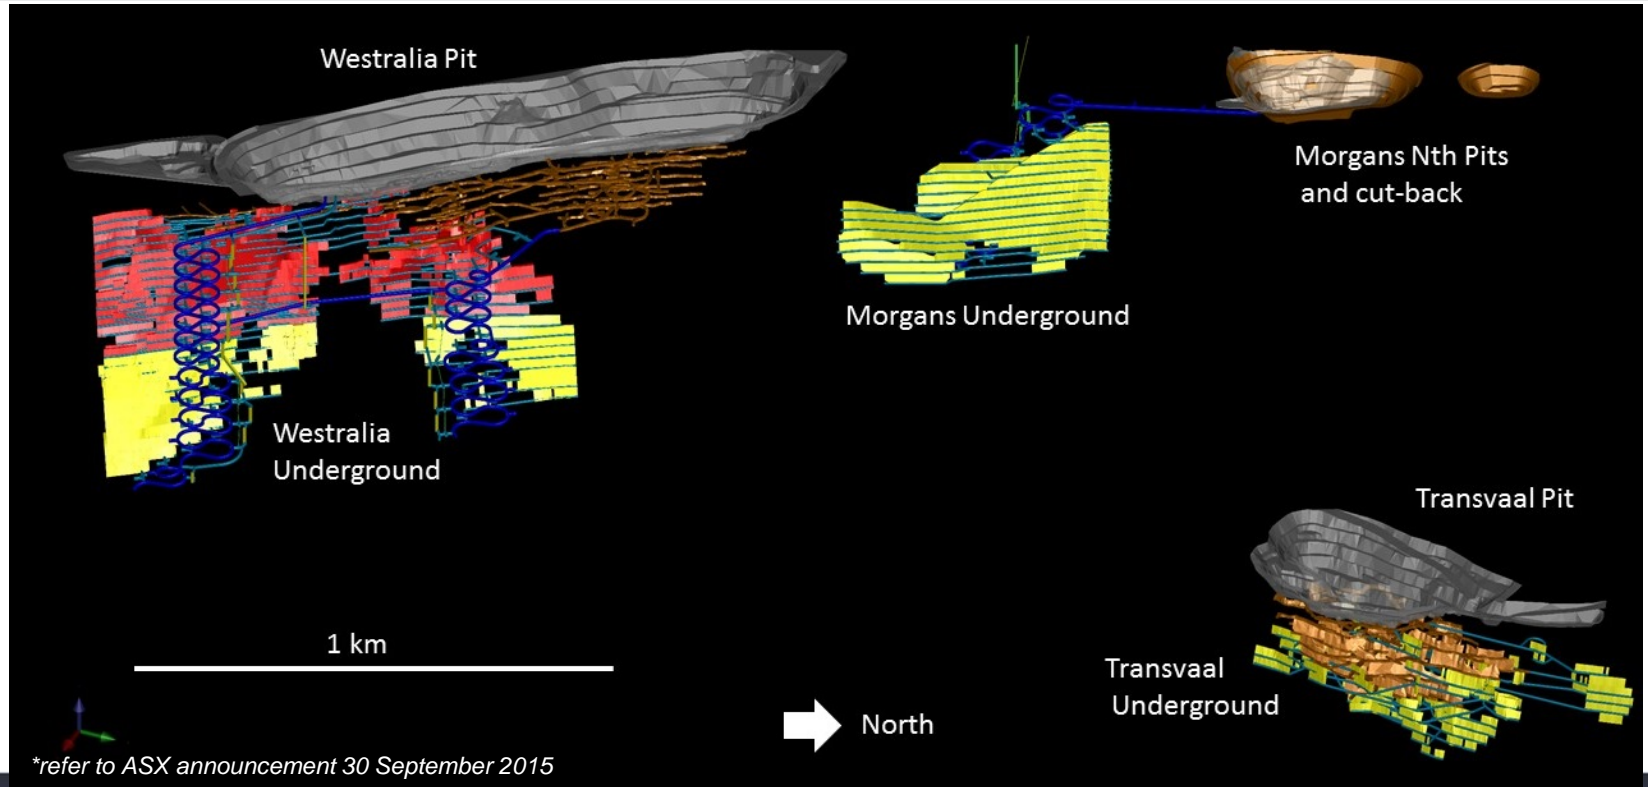 Westralia Pit
Morgans Nth Pits
and cut-back
Morgans Underground
Westralia
Underground
Transvaal Pit
1 km
Transvaal
Underground
North
*refer to ASX announcement 30 September 2015